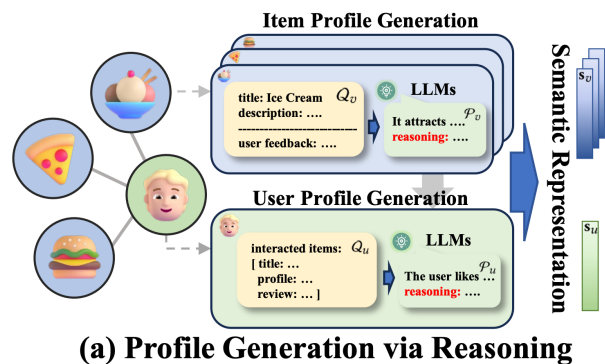 Item Profile Generation
title: Ice Cream
description: ....
-----------------------------
user feedback: ....
Q_v
LLMs
It attracts ....
P_v
reasoning: ....
User Profile Generation
interacted items:
[ title: ...
profile: ...
review: ... ]
Q_u
LLMs
The user likes ...
P_u
reasoning: ....
Semantic Representation
s_v
s_u
(a) Profile Generation via Reasoning